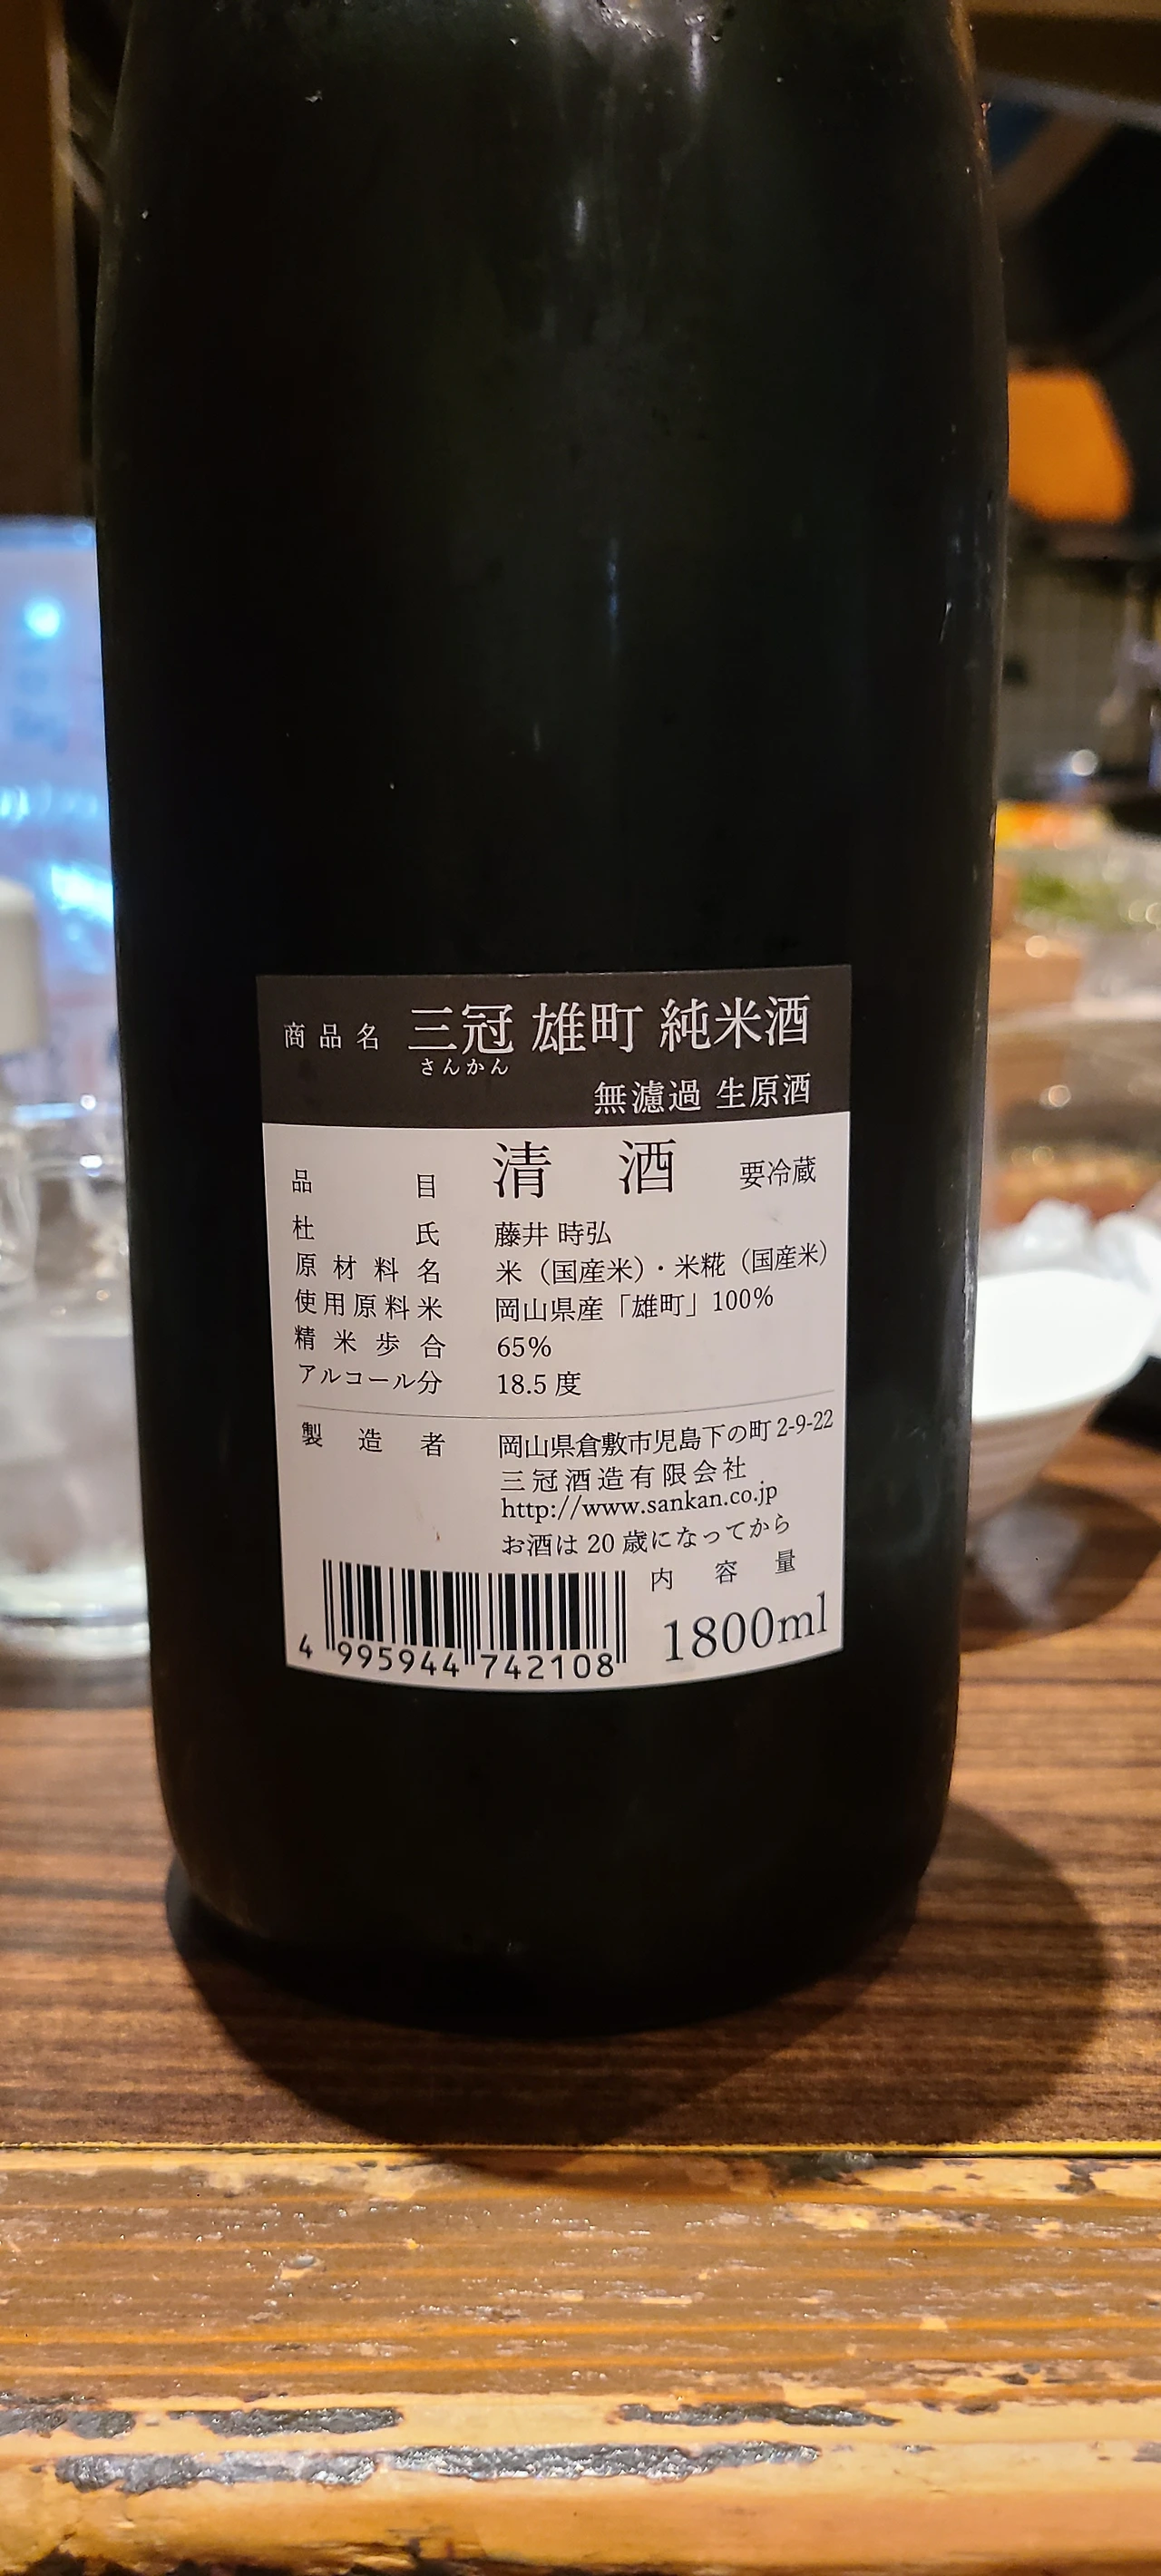 商品名 三冠 雄町 純米酒
さんかん
無濾過 生原酒
品目 清酒 要冷蔵
杜氏 藤井 時弘
原材料名 米（国産米）・米糀（国産米）
使用原料米 岡山県産「雄町」100%
精米歩合 65%
アルコール分 18.5 度
製造者 岡山県倉敷市児島下の町 2-9-22
三冠酒造有限会社
http://www.sankan.co.jp
お酒は 20 歳になってから
内容量
1800ml
4 995944 742108